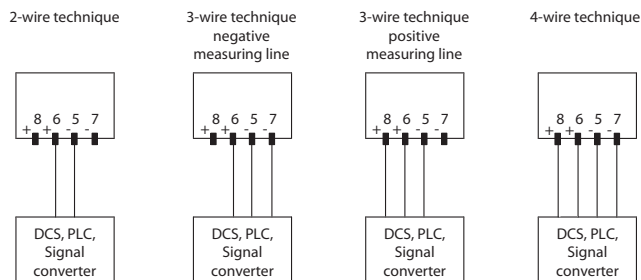 2-wire technique
3-wire technique
negative
measuring line
3-wire technique
positive
measuring line
4-wire technique
8 6 5 7
+ + - -
8 6 5 7
+ + - -
8 6 5 7
+ + - -
8 6 5 7
+ + - -
DCS, PLC,
Signal
converter
DCS, PLC,
Signal
converter
DCS, PLC,
Signal
converter
DCS, PLC,
Signal
converter